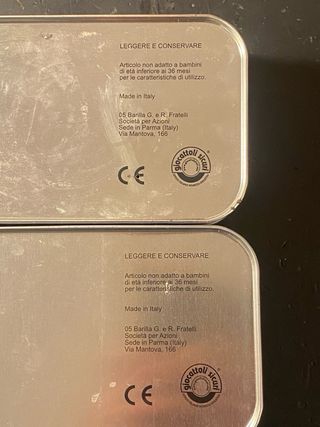 LEGGERE E CONSERVARE
Articolo non adatto a bambini
di età inferiore ai 36 mesi
per le caratteristiche di utilizzo.
Made in Italy
05 Barilla G. e R. Fratelli
Società per Azioni
Sede in Parma (Italy)
Via Mantova, 166
CE
giocattoli sicuri
LEGGERE E CONSERVARE
Articolo non adatto a bambini
di età inferiore ai 36 mesi
per le caratteristiche di utilizzo.
Made in Italy
05 Barilla G. e R. Fratelli
Società per Azioni
Sede in Parma (Italy)
Via Mantova, 166
CE
giocattoli sicuri